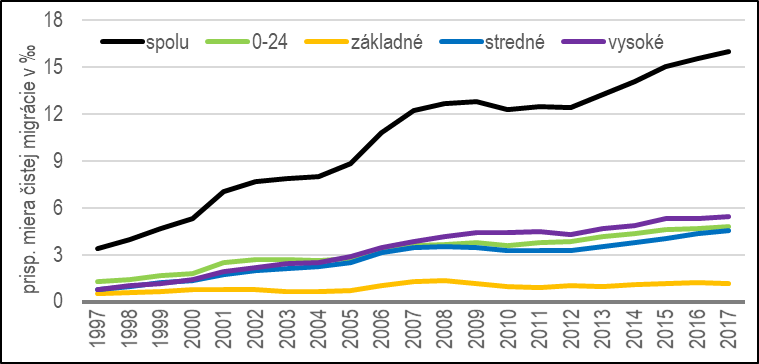 18
15
12
9
6
3
0
prisp. miera čistej migrácie v ‰
spolu 0-24 základné stredné vysoké
1997 1998 1999 2000 2001 2002 2003 2004 2005 2006 2007 2008 2009 2010 2011 2012 2013 2014 2015 2016 2017